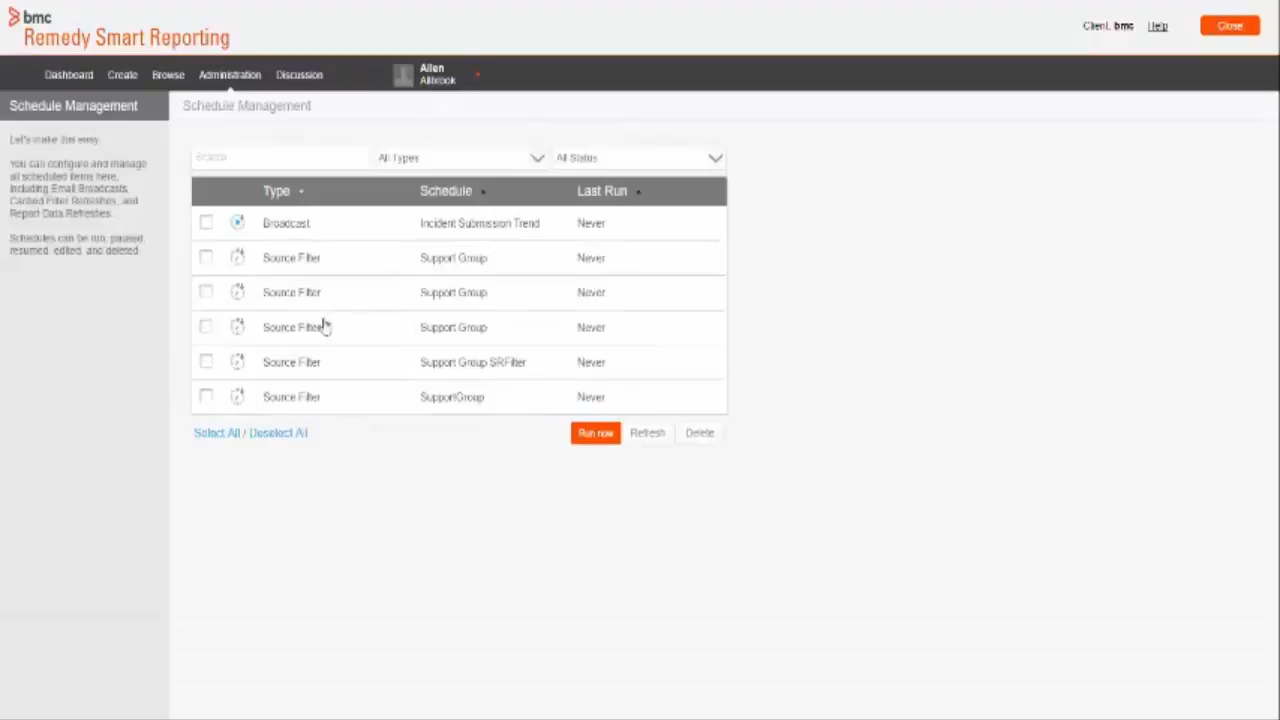 bmc
Remedy Smart Reporting
Client: bmc Help Close
Dashboard Create Browse Administration Discussion
Allen
Allbrook
Schedule Management
Schedule Management
Let's make this easy.
You can configure and manage
all scheduled items here,
including Email Broadcasts,
Cached Filter Refreshes, and
Report Data Refreshes.
Schedules can be run, paused,
resumed, edited, and deleted.
Search All Types All Status
Type Schedule Last Run
Broadcast Incident Submission Trend Never
Source Filter Support Group Never
Source Filter Support Group Never
Source Filter Support Group Never
Source Filter Support Group SRFilter Never
Source Filter SupportGroup Never
Select All / Deselect All Run now Refresh Delete